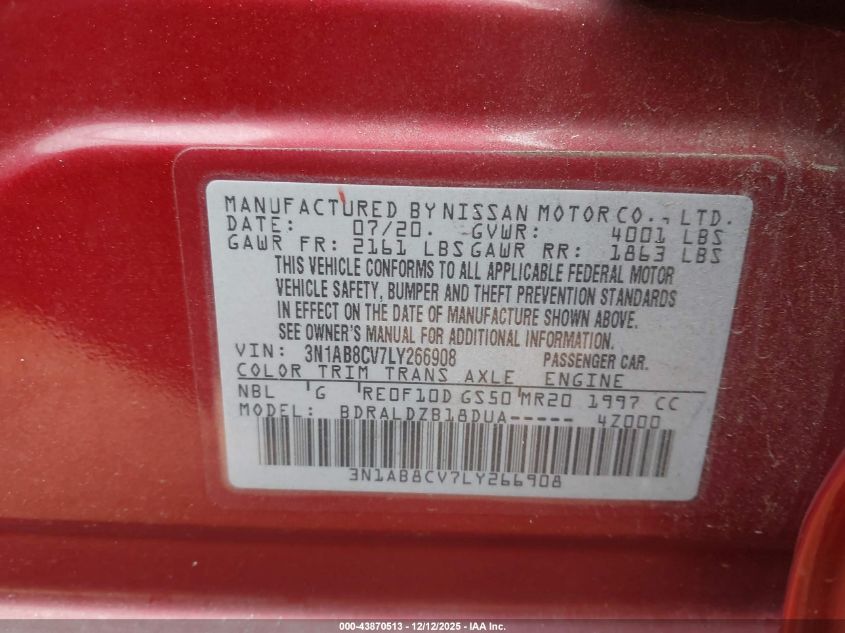 MANUFACTURED BY NISSAN MOTOR CO., LTD.
DATE: 07/20. GVWR: 4001 LBS
GAWR FR: 2161 LBS GAWR RR: 1863 LBS
THIS VEHICLE CONFORMS TO ALL APPLICABLE FEDERAL MOTOR
VEHICLE SAFETY, BUMPER AND THEFT PREVENTION STANDARDS
IN EFFECT ON THE DATE OF MANUFACTURE SHOWN ABOVE.
SEE OWNER'S MANUAL FOR ADDITIONAL INFORMATION.
VIN: 3N1AB8CV7LY266908 PASSENGER CAR.
COLOR TRIM TRANS AXLE ENGINE
NBL G RE0F10D GS50 MR20 1997 CC
MODEL: BDRALDZB18DUA----- 4Z000
3N1AB8CV7LY266908
000-43870513 - 12/12/2025 - IAA Inc.